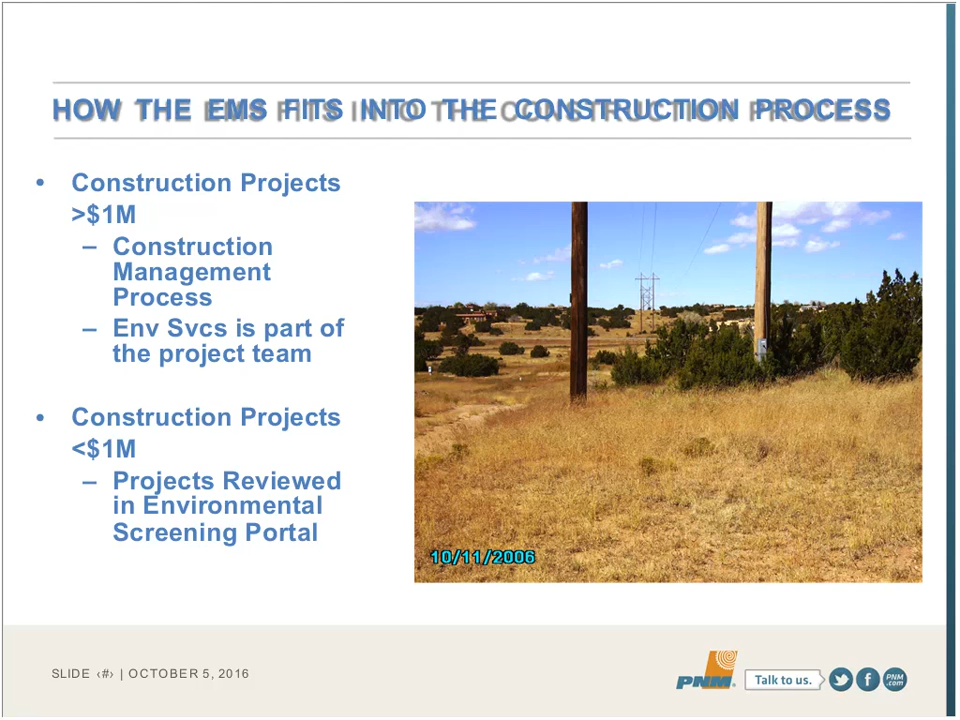 HOW THE EMS FITS INTO THE CONSTRUCTION PROCESS
• Construction Projects
>$1M
– Construction
Management
Process
– Env Svcs is part of
the project team
• Construction Projects
<$1M
– Projects Reviewed
in Environmental
Screening Portal
10/11/2006
SLIDE ‹#› | OCTOBER 5, 2016
PNM
Talk to us.
f
PNM
.com